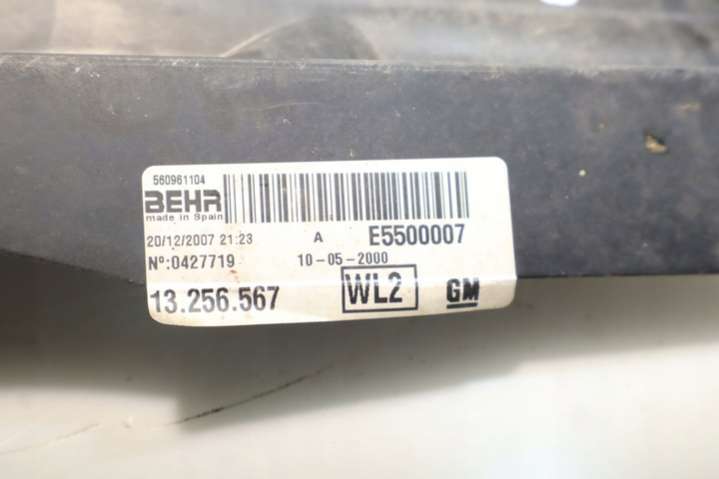 560961104
BEHR
made in Spain
20/12/2007 21:23 A E5500007
Nº:0427719 10-05-2000
13.256.567 WL2 GM